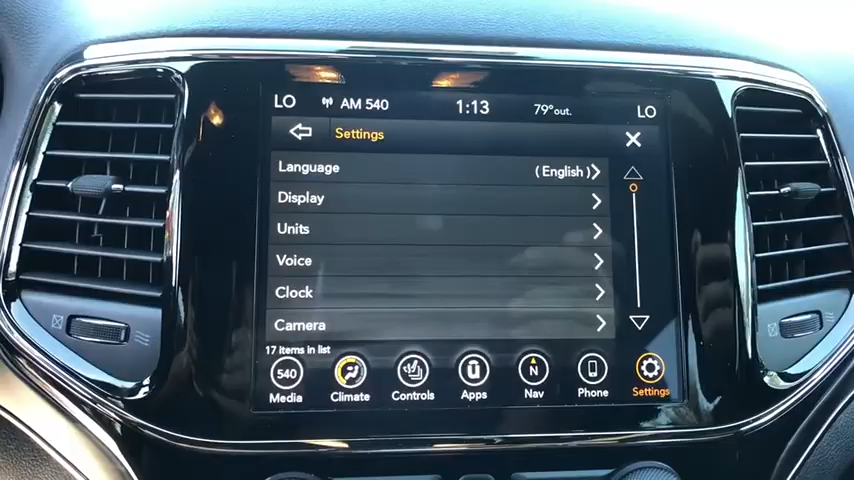 LO AM 540 1:13 79°out. LO
Settings
Language (English)
Display
Units
Voice
Clock
Camera
17 items in list
540 N
Media Climate Controls Apps Nav Phone Settings